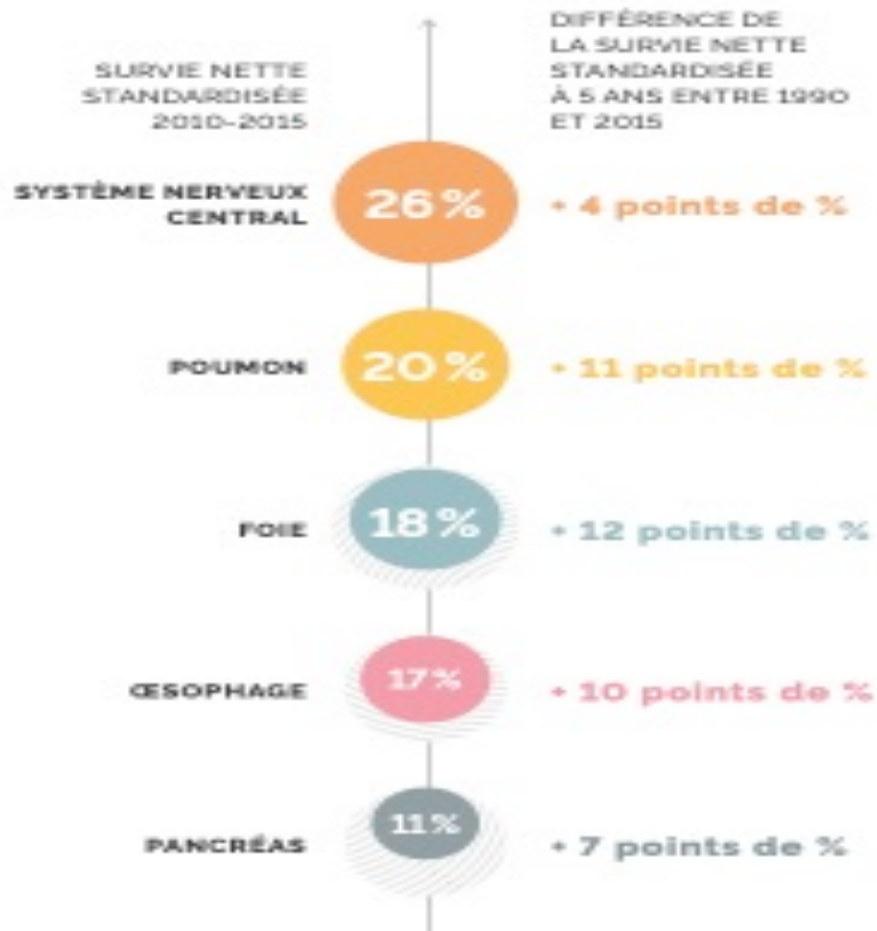 SURVIE NETTE
STANDARDISÉE
2010-2015
DIFFÉRENCE DE
LA SURVIE NETTE
STANDARDISÉE
À 5 ANS ENTRE 1990
ET 2015
SYSTÈME NERVEUX
CENTRAL
26 %
+ 4 points de %
POUMON
20 %
+ 11 points de %
FOIE
18 %
+ 12 points de %
ŒSOPHAGE
17 %
+ 10 points de %
PANCRÉAS
11 %
+ 7 points de %